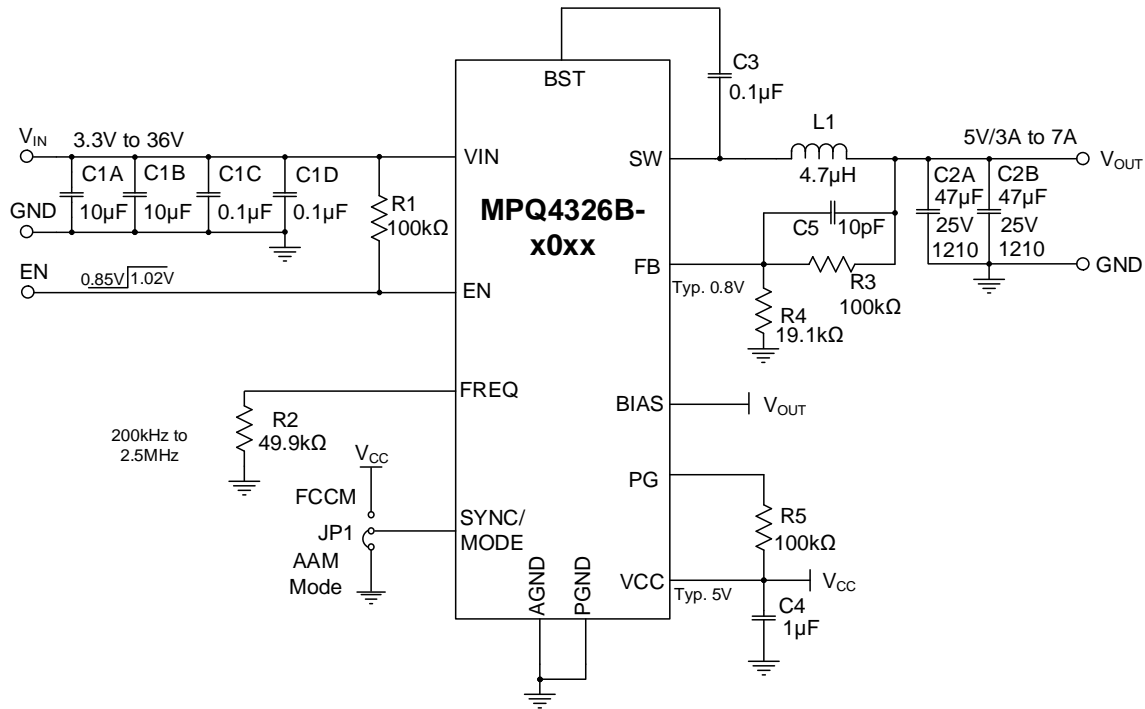 BST
C3
0.1µF
VIN 3.3V to 36V
C1A
10µF
C1B
10µF
C1C
0.1µF
C1D
0.1µF
GND
R1
100kΩ
VIN
EN
0.85V 1.02V
EN
MPQ4326B-
x0xx
SW
L1
4.7µH
5V/3A to 7A
VOUT
C2A
47µF
25V
1210
C2B
47µF
25V
1210
GND
C5
10pF
FB
Typ. 0.8V
R3
100kΩ
R4
19.1kΩ
FREQ
R2
49.9kΩ
200kHz to
2.5MHz
BIAS
VOUT
VCC
FCCM
JP1
AAM
Mode
SYNC/
MODE
PG
R5
100kΩ
VCC
Typ. 5V
VCC
C4
1µF
AGND
PGND